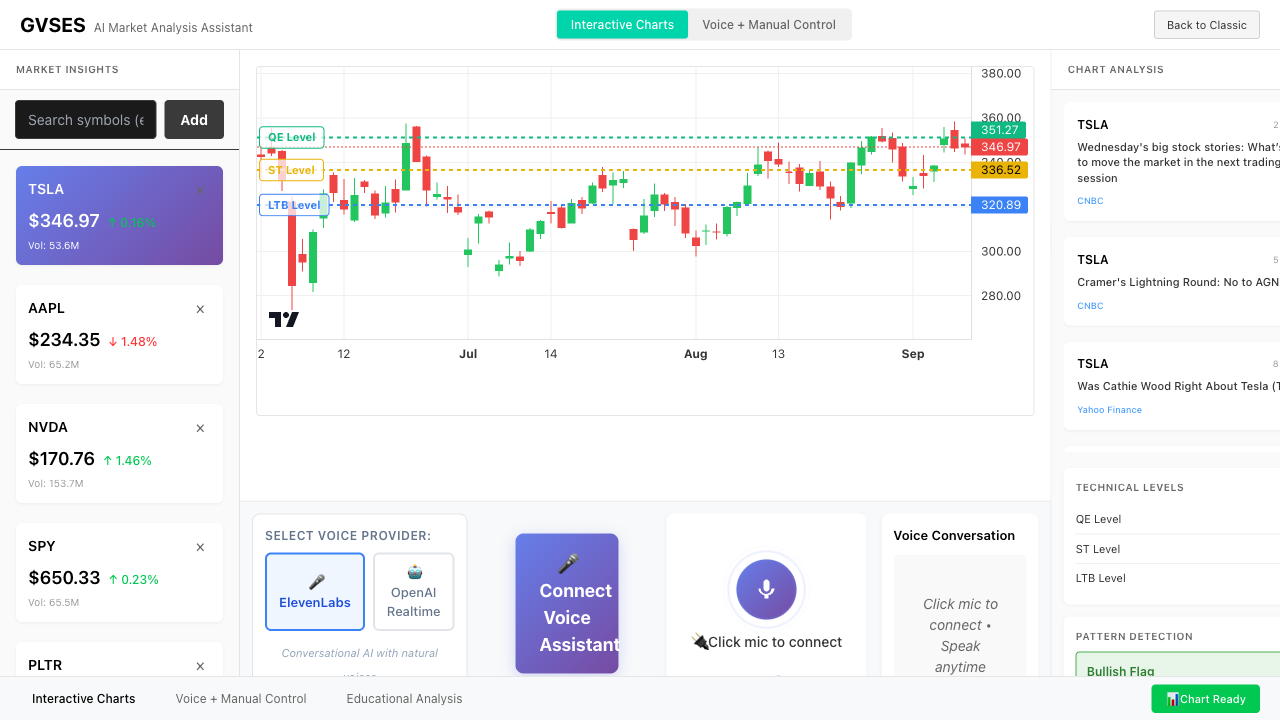 GVSES AI Market Analysis Assistant
Interactive Charts
Voice + Manual Control
Back to Classic
MARKET INSIGHTS
Search symbols (e
Add
TSLA
$346.97 ↑ 0.16%
Vol: 53.6M
AAPL ×
$234.35 ↓ 1.48%
Vol: 65.2M
NVDA ×
$170.76 ↑ 1.46%
Vol: 153.7M
SPY ×
$650.33 ↑ 0.23%
Vol: 65.5M
PLTR ×
QE Level
ST Level
LTB Level
380.00
360.00
351.27
346.97
340.00
336.52
320.89
300.00
280.00
2
12
Jul
14
Aug
13
Sep
SELECT VOICE PROVIDER:
ElevenLabs
OpenAI
Realtime
Conversational AI with natural
voices
Connect
Voice
Assistant
Click mic to connect
Voice Conversation
Click mic to
connect •
Speak
anytime
CHART ANALYSIS
TSLA 2
Wednesday's big stock stories: What's
to move the market in the next trading
session
CNBC
TSLA 5
Cramer's Lightning Round: No to AGN
CNBC
TSLA 8
Was Cathie Wood Right About Tesla (T
Yahoo Finance
TECHNICAL LEVELS
QE Level
ST Level
LTB Level
PATTERN DETECTION
Bullish Flag
Interactive Charts
Voice + Manual Control
Educational Analysis
Chart Ready